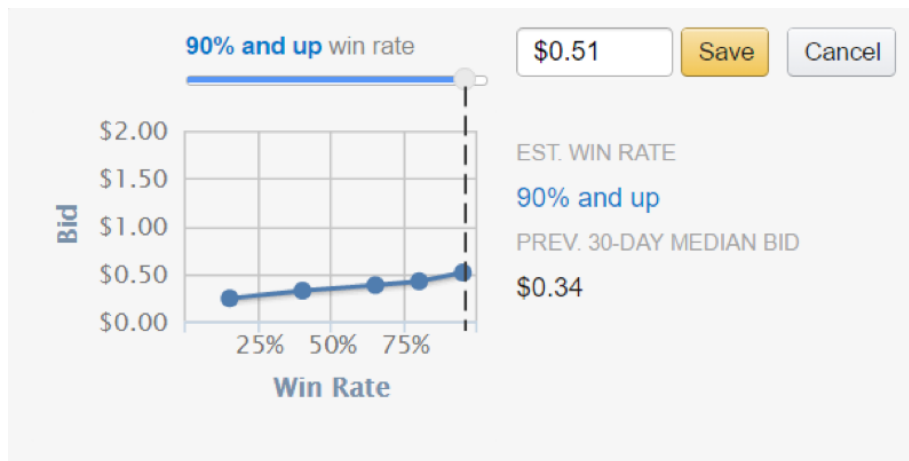 90% and up win rate
$0.51
Save
Cancel
$2.00
$1.50
$1.00
$0.50
$0.00
Bid
25% 50% 75%
Win Rate
EST. WIN RATE
90% and up
PREV. 30-DAY MEDIAN BID
$0.34